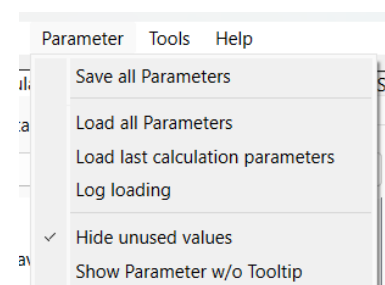 Parameter Tools Help
Save all Parameters
Load all Parameters
Load last calculation parameters
Log loading
Hide unused values
Show Parameter w/o Tooltip